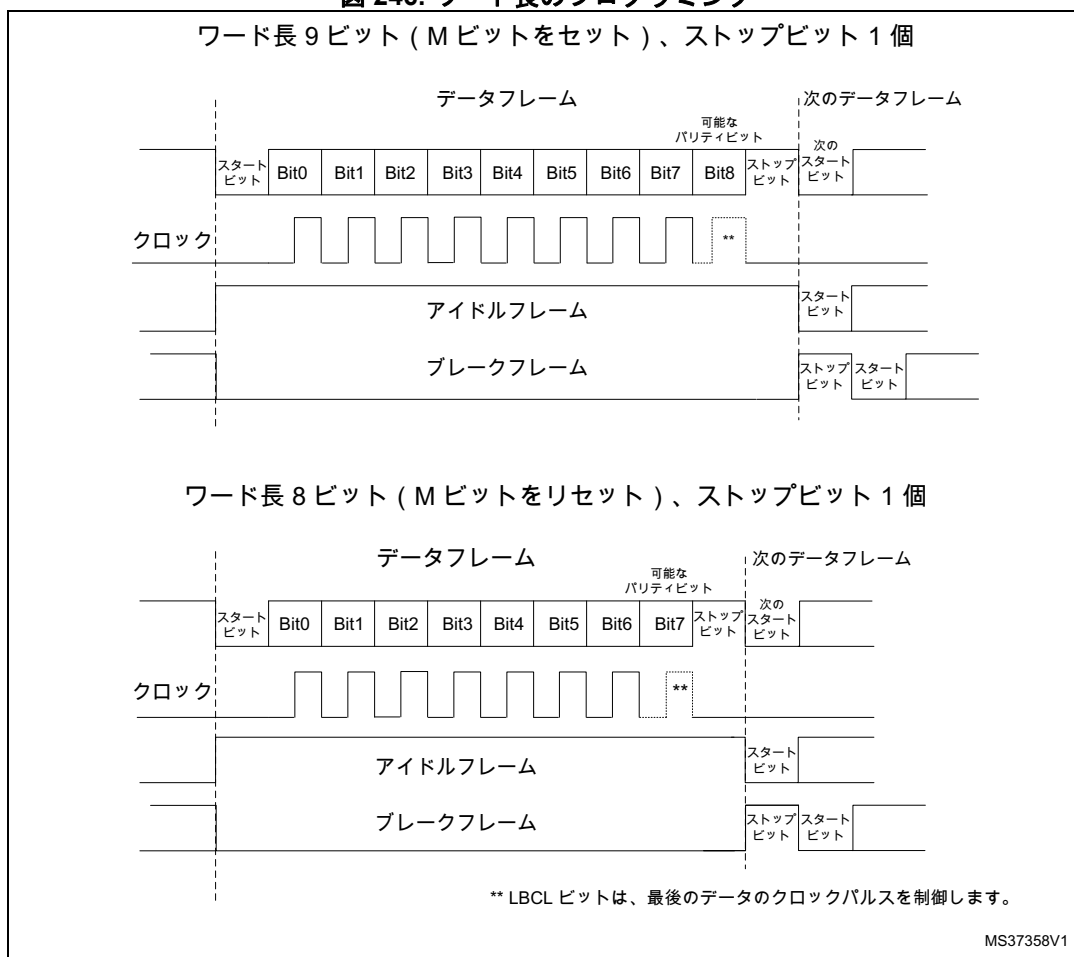 ワード長 9 ビット ( M ビットをセット ) 、ストップビット 1 個
データフレーム
次のデータフレーム
可能な
パリティビット
スタート
ビット
Bit0
Bit1
Bit2
Bit3
Bit4
Bit5
Bit6
Bit7
Bit8
ストップ
ビット
次の
スタート
ビット
クロック
**
アイドルフレーム
スタート
ビット
ブレークフレーム
ストップ
ビット
スタート
ビット
ワード長 8 ビット ( M ビットをリセット ) 、ストップビット 1 個
データフレーム
次のデータフレーム
可能な
パリティビット
スタート
ビット
Bit0
Bit1
Bit2
Bit3
Bit4
Bit5
Bit6
Bit7
ストップ
ビット
次の
スタート
ビット
クロック
**
アイドルフレーム
スタート
ビット
ブレークフレーム
ストップ
ビット
スタート
ビット
** LBCL ビットは、最後のデータのクロックパルスを制御します。
MS37358V1